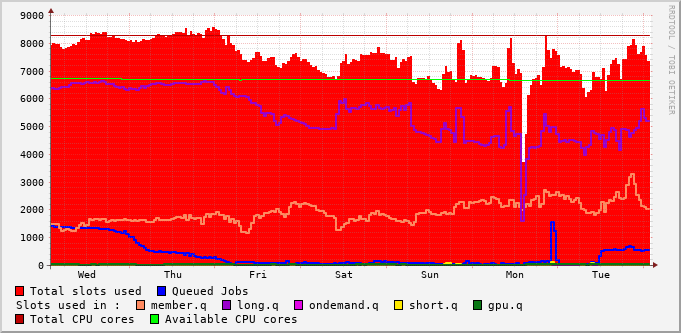 9000
8000
7000
6000
5000
4000
3000
2000
1000
0
Wed Thu Fri Sat Sun Mon Tue
RRDTOOL / TOBI OETIKER
Total slots used Queued Jobs
Slots used in : member.q long.q ondemand.q short.q gpu.q
Total CPU cores Available CPU cores